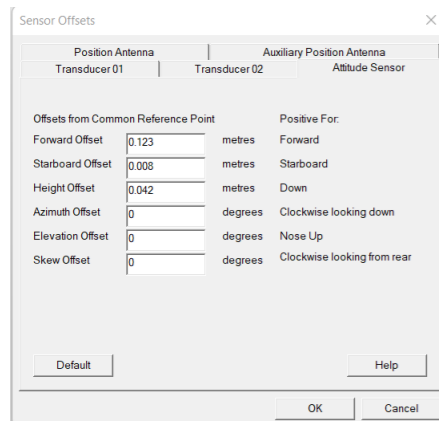 Sensor Offsets
Position Antenna Auxiliary Position Antenna
Transducer 01 Transducer 02 Attitude Sensor
Offsets from Common Reference Point Positive For:
Forward Offset 0.123 metres Forward
Starboard Offset 0.008 metres Starboard
Height Offset 0.042 metres Down
Azimuth Offset 0 degrees Clockwise looking down
Elevation Offset 0 degrees Nose Up
Skew Offset 0 degrees Clockwise looking from rear
Default Help
OK Cancel